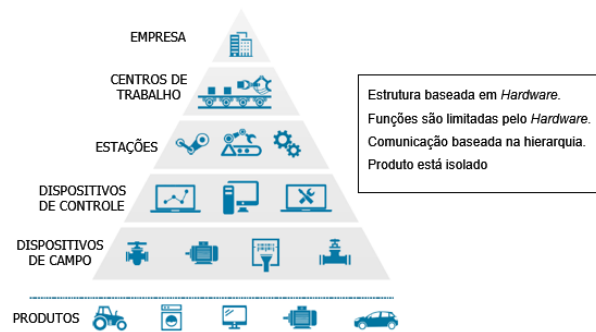 EMPRESA
CENTROS DE
TRABALHO
ESTAÇÕES
DISPOSITIVOS
DE CONTROLE
DISPOSITIVOS
DE CAMPO
PRODUTOS
Estrutura baseada em Hardware.
Funções são limitadas pelo Hardware.
Comunicação baseada na hierarquia.
Produto está isolado